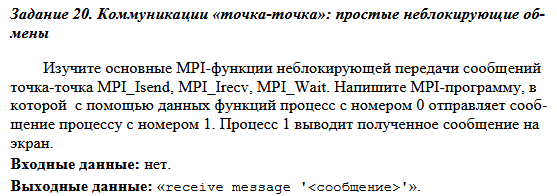 Задание 20. Коммуникации «точка-точка»: простые неблокирующие об-
мены
Изучите основные MPI-функции неблокирующей передачи сообщений
точка-точка MPI_Isend, MPI_Irecv, MPI_Wait. Напишите MPI-программу, в
которой с помощью данных функций процесс с номером 0 отправляет сооб-
щение процессу с номером 1. Процесс 1 выводит полученное сообщение на
экран.
Входные данные: нет.
Выходные данные: «receive message '<сообщение>'».